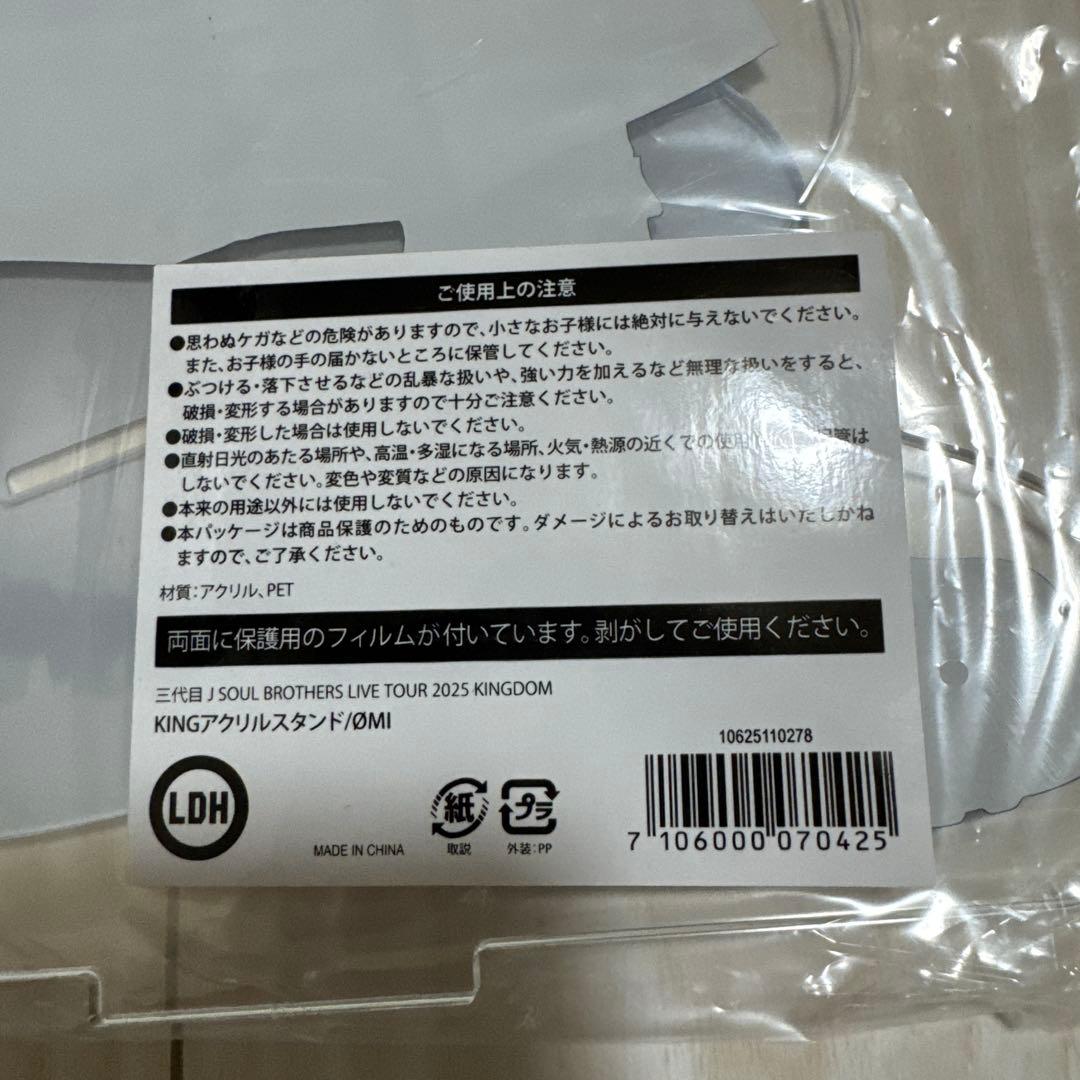 ご使用上の注意
●思わぬケガなどの危険がありますので、小さなお子様には絶対に与えないでください。
また、お子様の手の届かないところに保管してください。
●ぶつける・落下させるなどの乱暴な扱いや、強い力を加えるなど無理な扱いをすると、
破損・変形する場合がありますので十分ご注意ください。
●破損・変形した場合は使用しないでください。
●直射日光のあたる場所や、高温・多湿になる場所、火気・熱源の近くでの使用 管は
しないでください。変色や変質などの原因になります。
●本来の用途以外には使用しないでください。
●本パッケージは商品保護のためのものです。ダメージによるお取り替えはいたしかね
ますので、ご了承ください。
材質：アクリル、PET
両面に保護用のフィルムが付いています。剥がしてご使用ください。
三代目 J SOUL BROTHERS LIVE TOUR 2025 KINGDOM
KINGアクリルスタンド/ØMI
10625110278
LDH
紙
プラ
MADE IN CHINA
取説
外装：PP
7 106000 070425